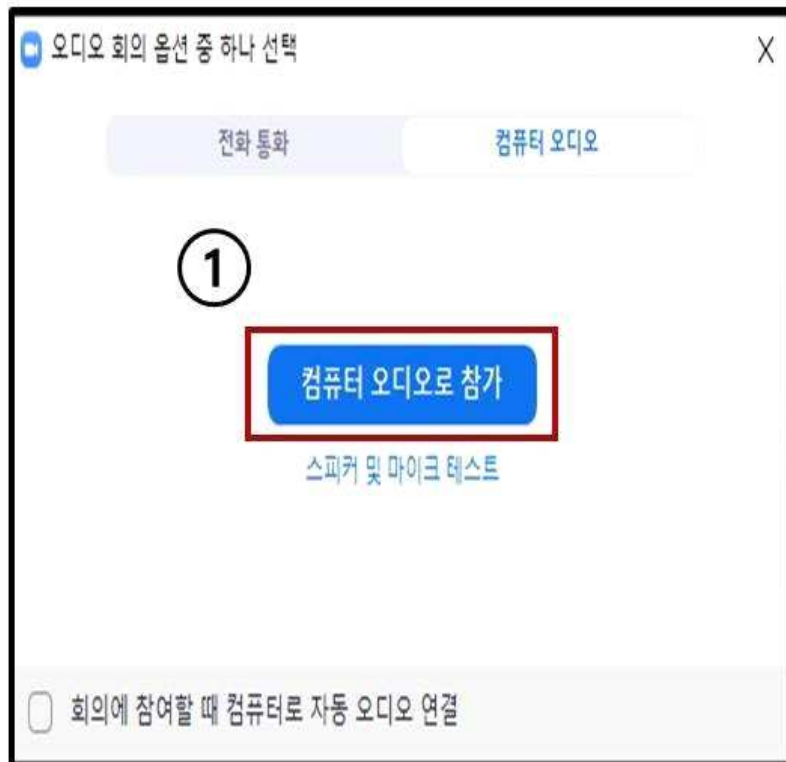 오디오 회의 옵션 중 하나 선택 X
전화 통화 컴퓨터 오디오
①
컴퓨터 오디오로 참가
스피커 및 마이크 테스트
회의에 참여할 때 컴퓨터로 자동 오디오 연결